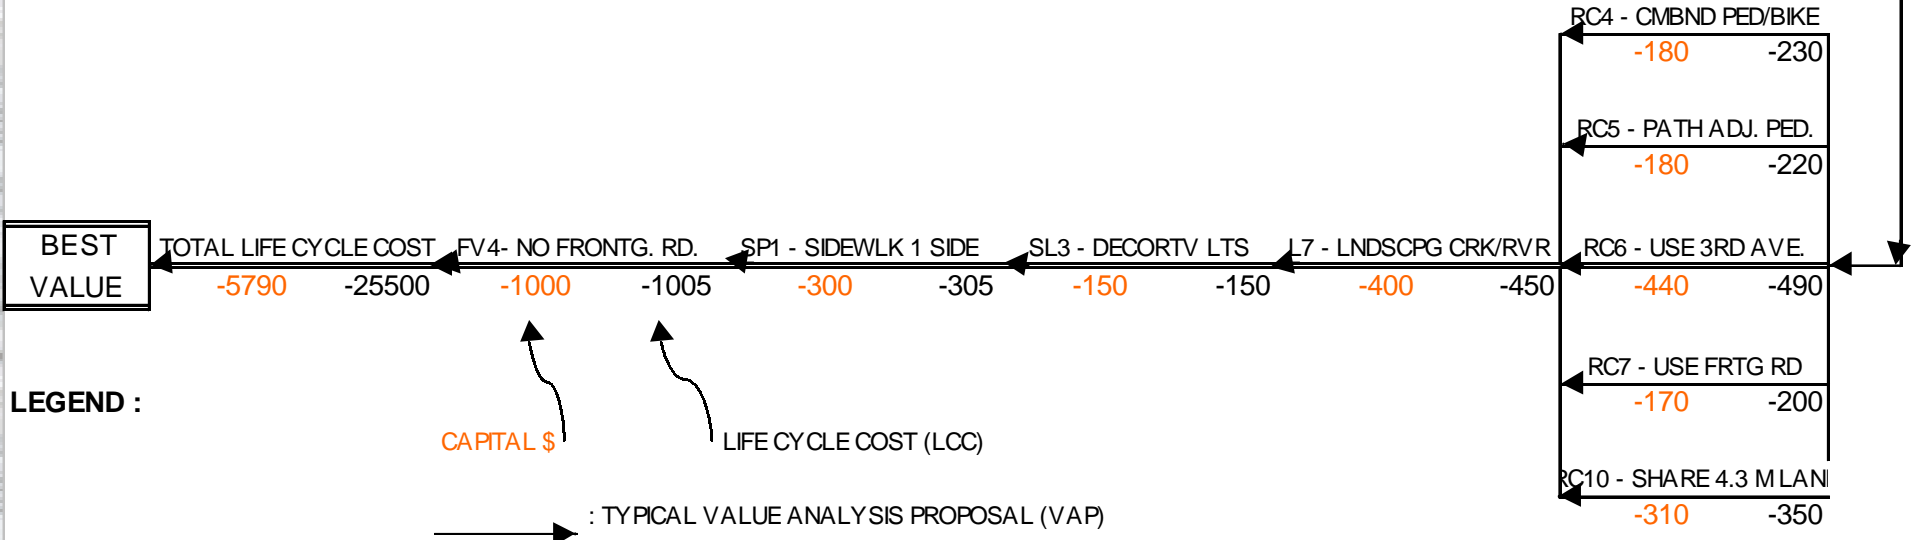 RC4 - CMBND PED/BIKE
-180 -230
RC5 - PATH ADJ. PED.
-180 -220
BEST
VALUE
TOTAL LIFE CYCLE COST FV4- NO FRONTG. RD. SP1 - SIDEWLK 1 SIDE SL3 - DECORTV LTS L7 - LNDSCPG CRK/RVR RC6 - USE 3RD AVE.
-5790 -25500 -1000 -1005 -300 -305 -150 -150 -400 -450 -440 -490
RC7 - USE FRTG RD
-170 -200
LEGEND :
CAPITAL $ LIFE CYCLE COST (LCC)
RC10 - SHARE 4.3 M LAN
-310 -350
: TYPICAL VALUE ANALYSIS PROPOSAL (VAP)